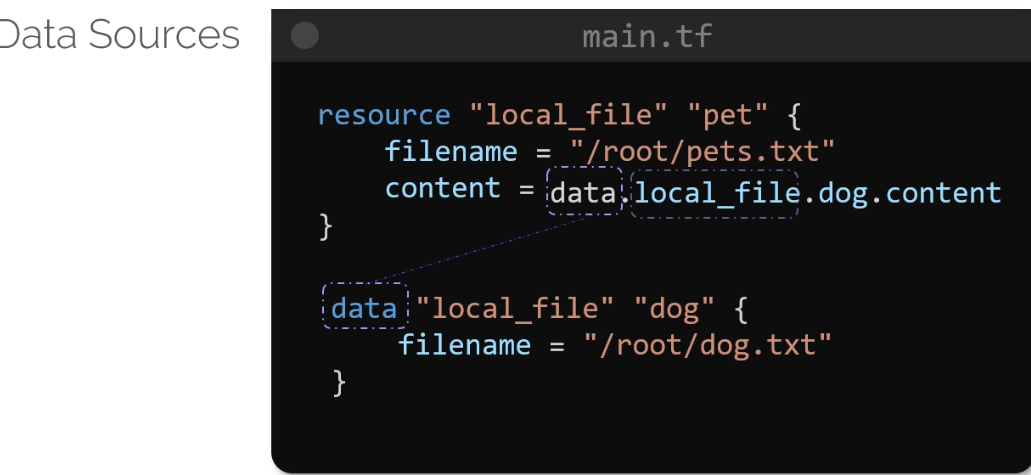 Data Sources
main.tf
resource "local_file" "pet" {
filename = "/root/pets.txt"
content = data.local_file.dog.content
}
data "local_file" "dog" {
filename = "/root/dog.txt"
}